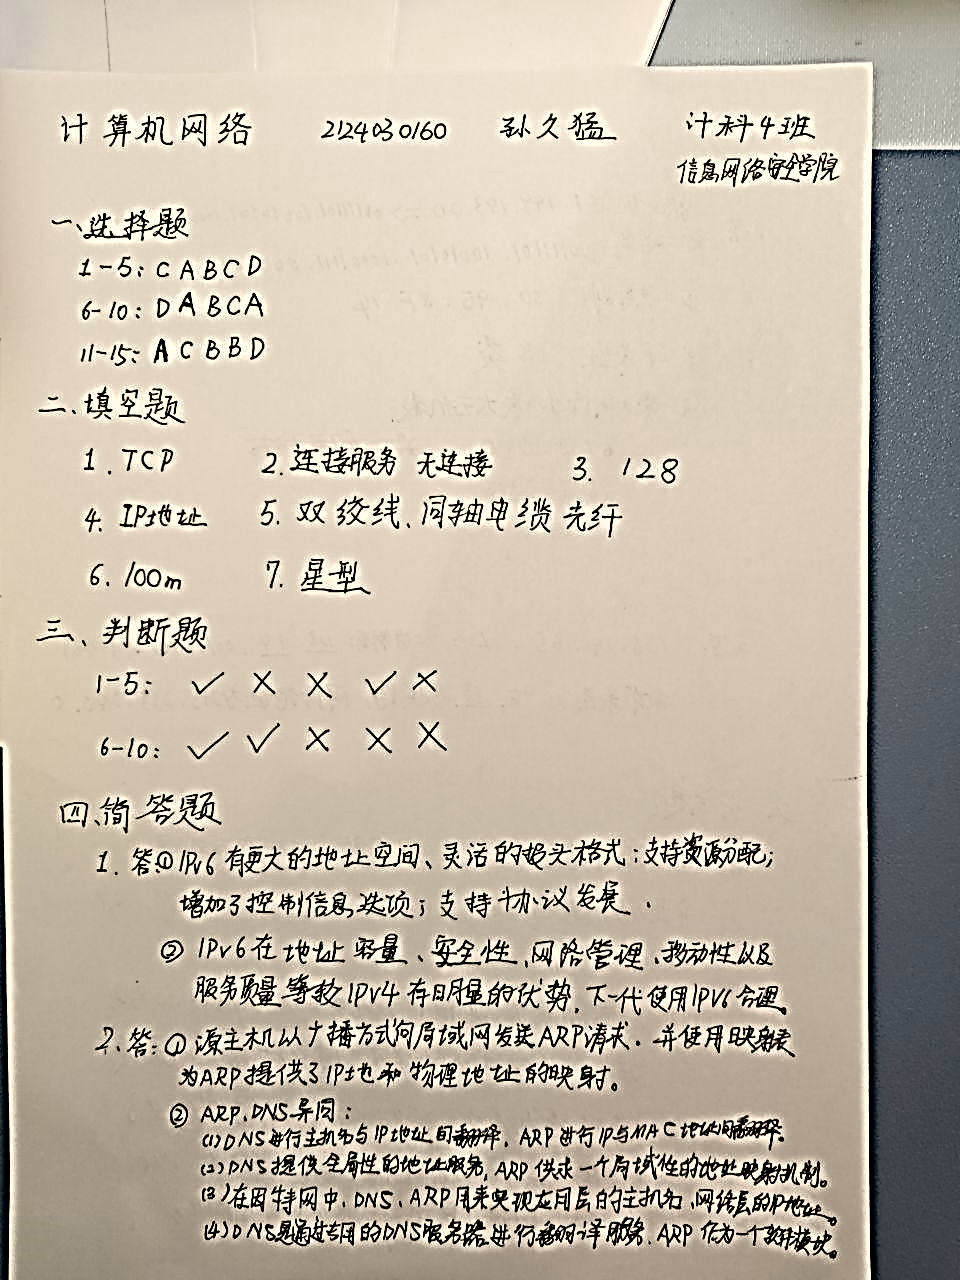 计算机网络 2124030160 孙久猛 计科4班
信息网络安全学院
一、选择题
1-5: C A B C D
6-10: D A B C A
11-15: A C B B D
二、填空题
1. TCP 2. 连接服务 无连接 3. 128
4. IP地址 5. 双绞线、同轴电缆 光纤
6. 100m 7. 星型
三、判断题
1-5: ✓ × × ✓ ×
6-10: ✓ ✓ × × ×
四、简答题
1. 答:① IPv6 有更大的地址空间、灵活的报头格式;支持资源分配;
增加了控制信息选项;支持协议发展.
② IPv6在地址容量、安全性、网络管理、移动性以及
服务质量等较IPv4有明显的优势,下一代使用IPV6合理。
2. 答:① 源主机以广播方式向局域网发送ARP请求.并使用映射表
为ARP提供了IP地和物理地址的映射。
② ARP、DNS异同:
(1) DNS进行主机名与IP地址间翻译,ARP进行IP与MAC地址间翻译.
(2) DNS提供全局性的地址服务,ARP供求一个局域性的地址映射机制。
(3) 在因特网中,DNS、ARP用来实现应用层的主机名,网络层的IP地址。
(4) DNS是通过专用的DNS服务器进行翻译服务,ARP作为一个软件模块。